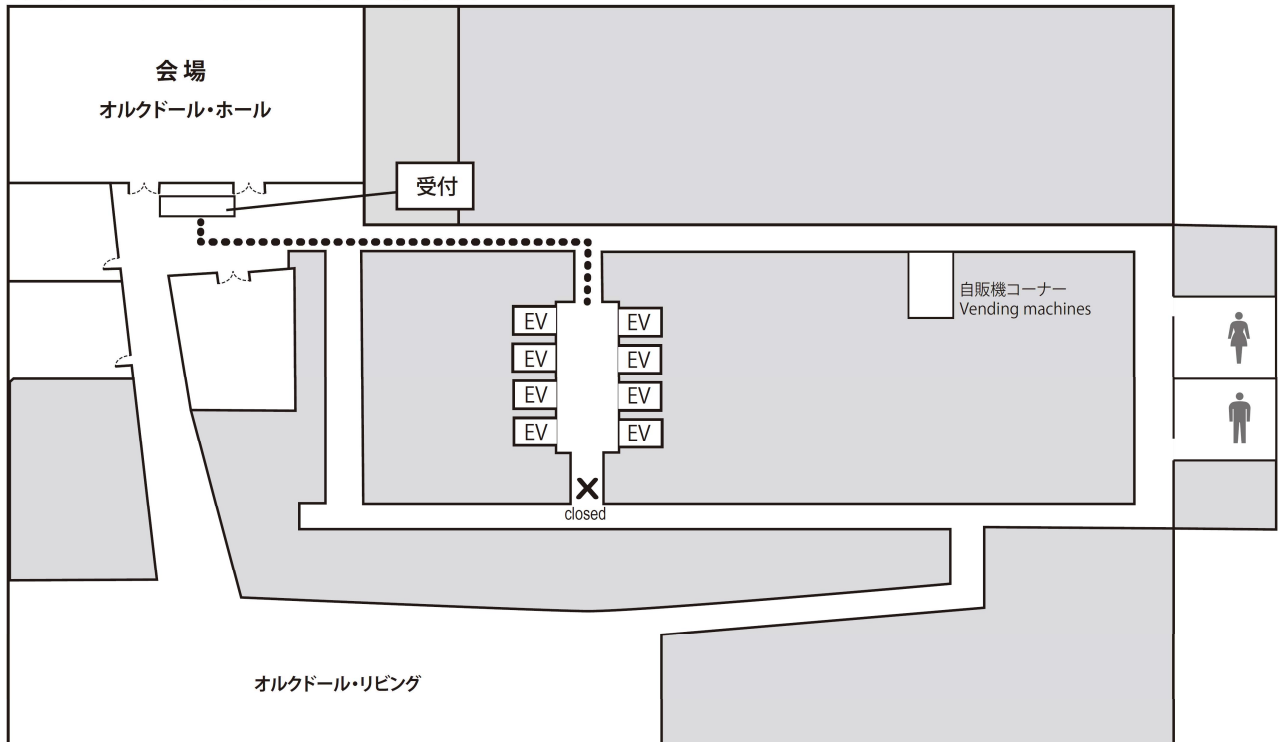 会場
オルクドール・ホール
受付
自販機コーナー
Vending machines
EV
EV
EV
EV
EV
EV
EV
EV
closed
オルクドール・リビング